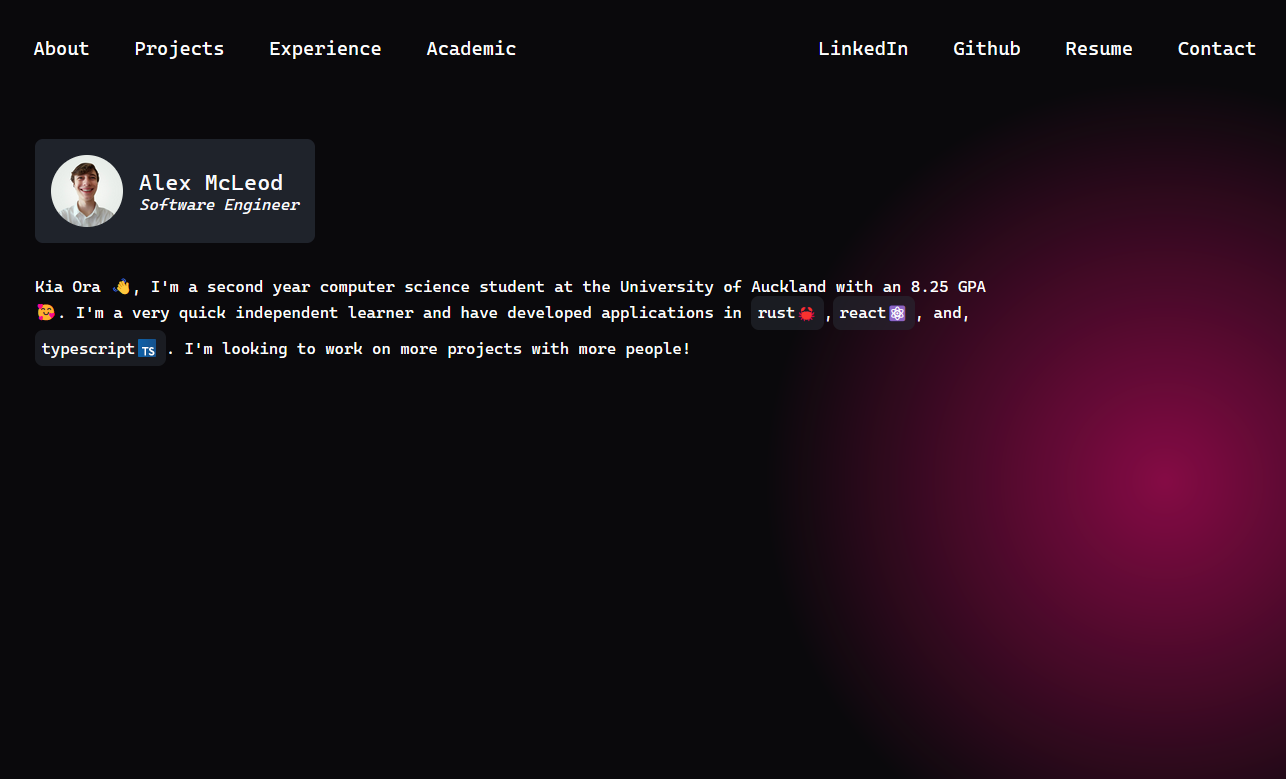 About Projects Experience Academic LinkedIn Github Resume Contact
Alex McLeod
Software Engineer
Kia Ora 👋, I'm a second year computer science student at the University of Auckland with an 8.25 GPA
🥰. I'm a very quick independent learner and have developed applications in rust🦀, react⚛️, and,
typescript TS. I'm looking to work on more projects with more people!